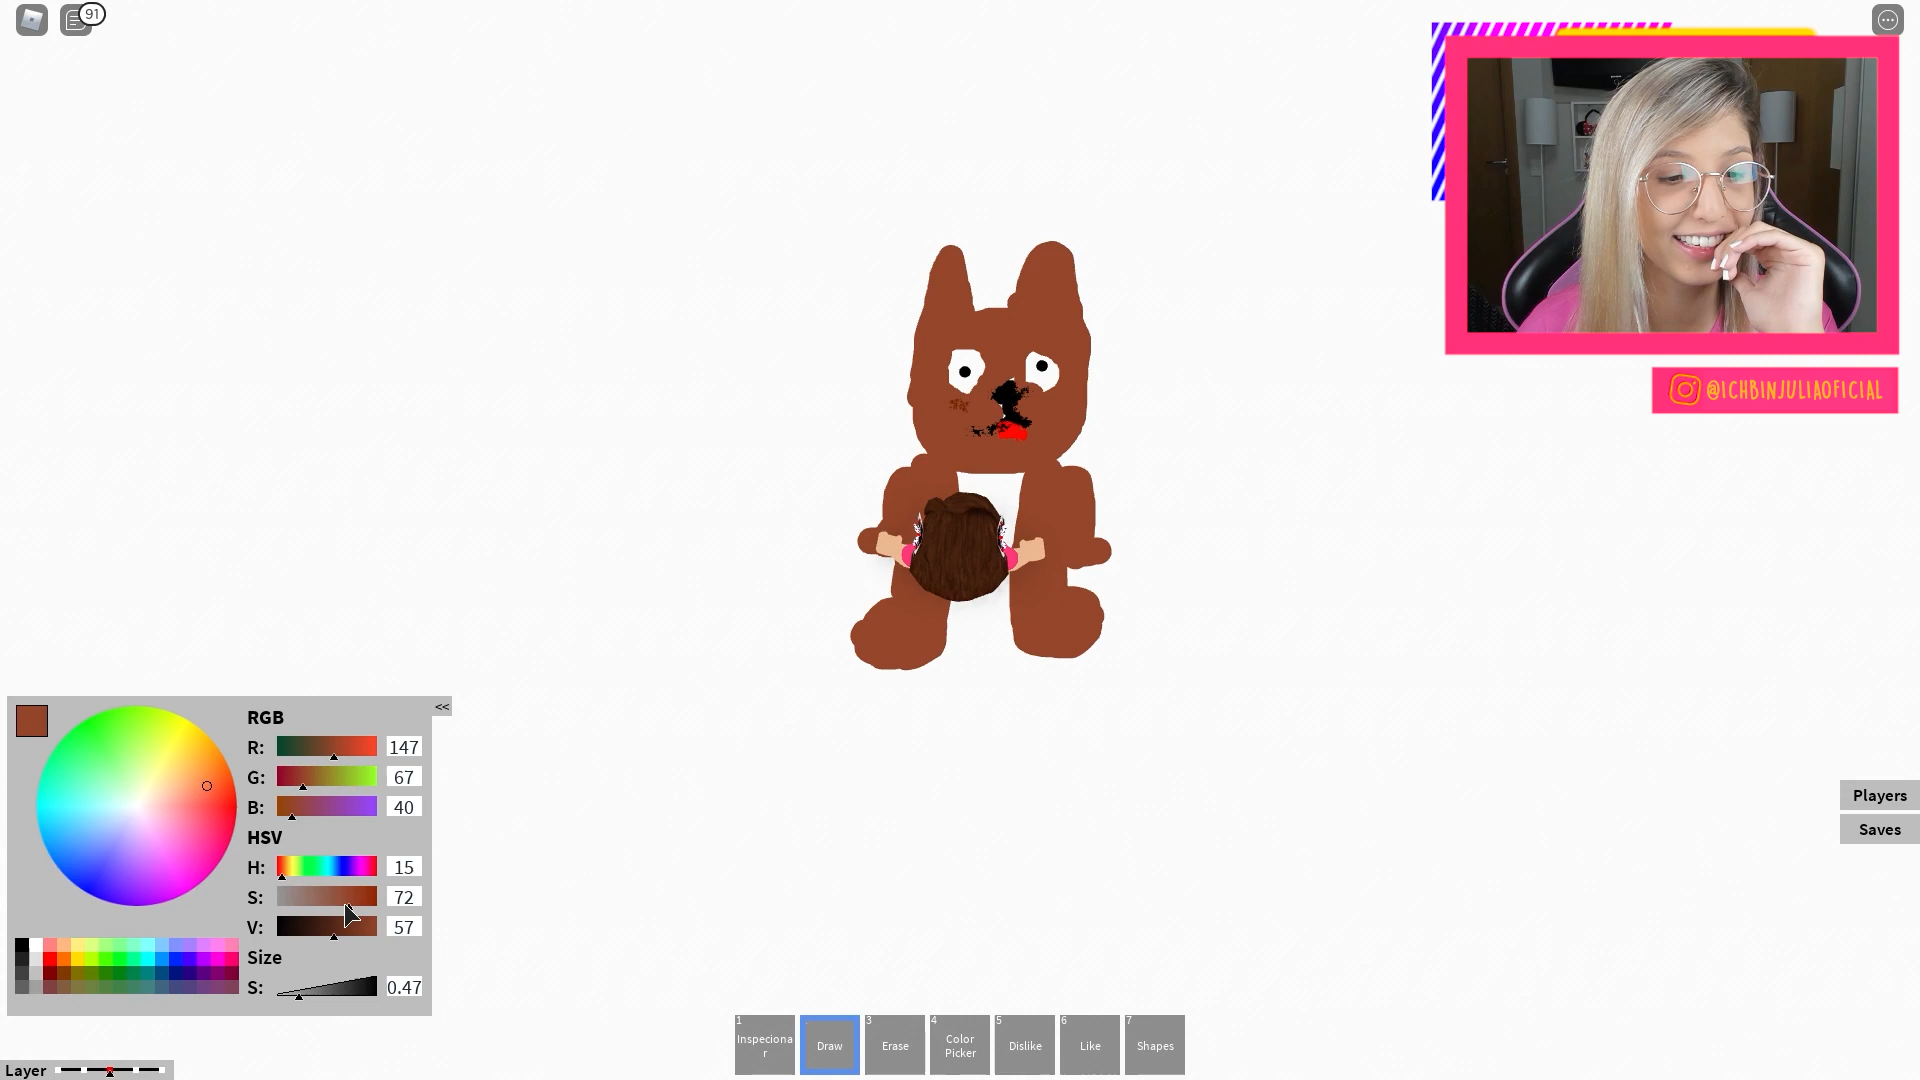 91
@ICHBINJULIAOFICIAL
<<
RGB
R: 147
G: 67
B: 40
HSV
H: 15
S: 72
V: 57
Size
S: 0.47
Players
Saves
1
Inspeciona
r
Draw
3
Erase
4
Color
Picker
5
Dislike
6
Like
7
Shapes
Layer